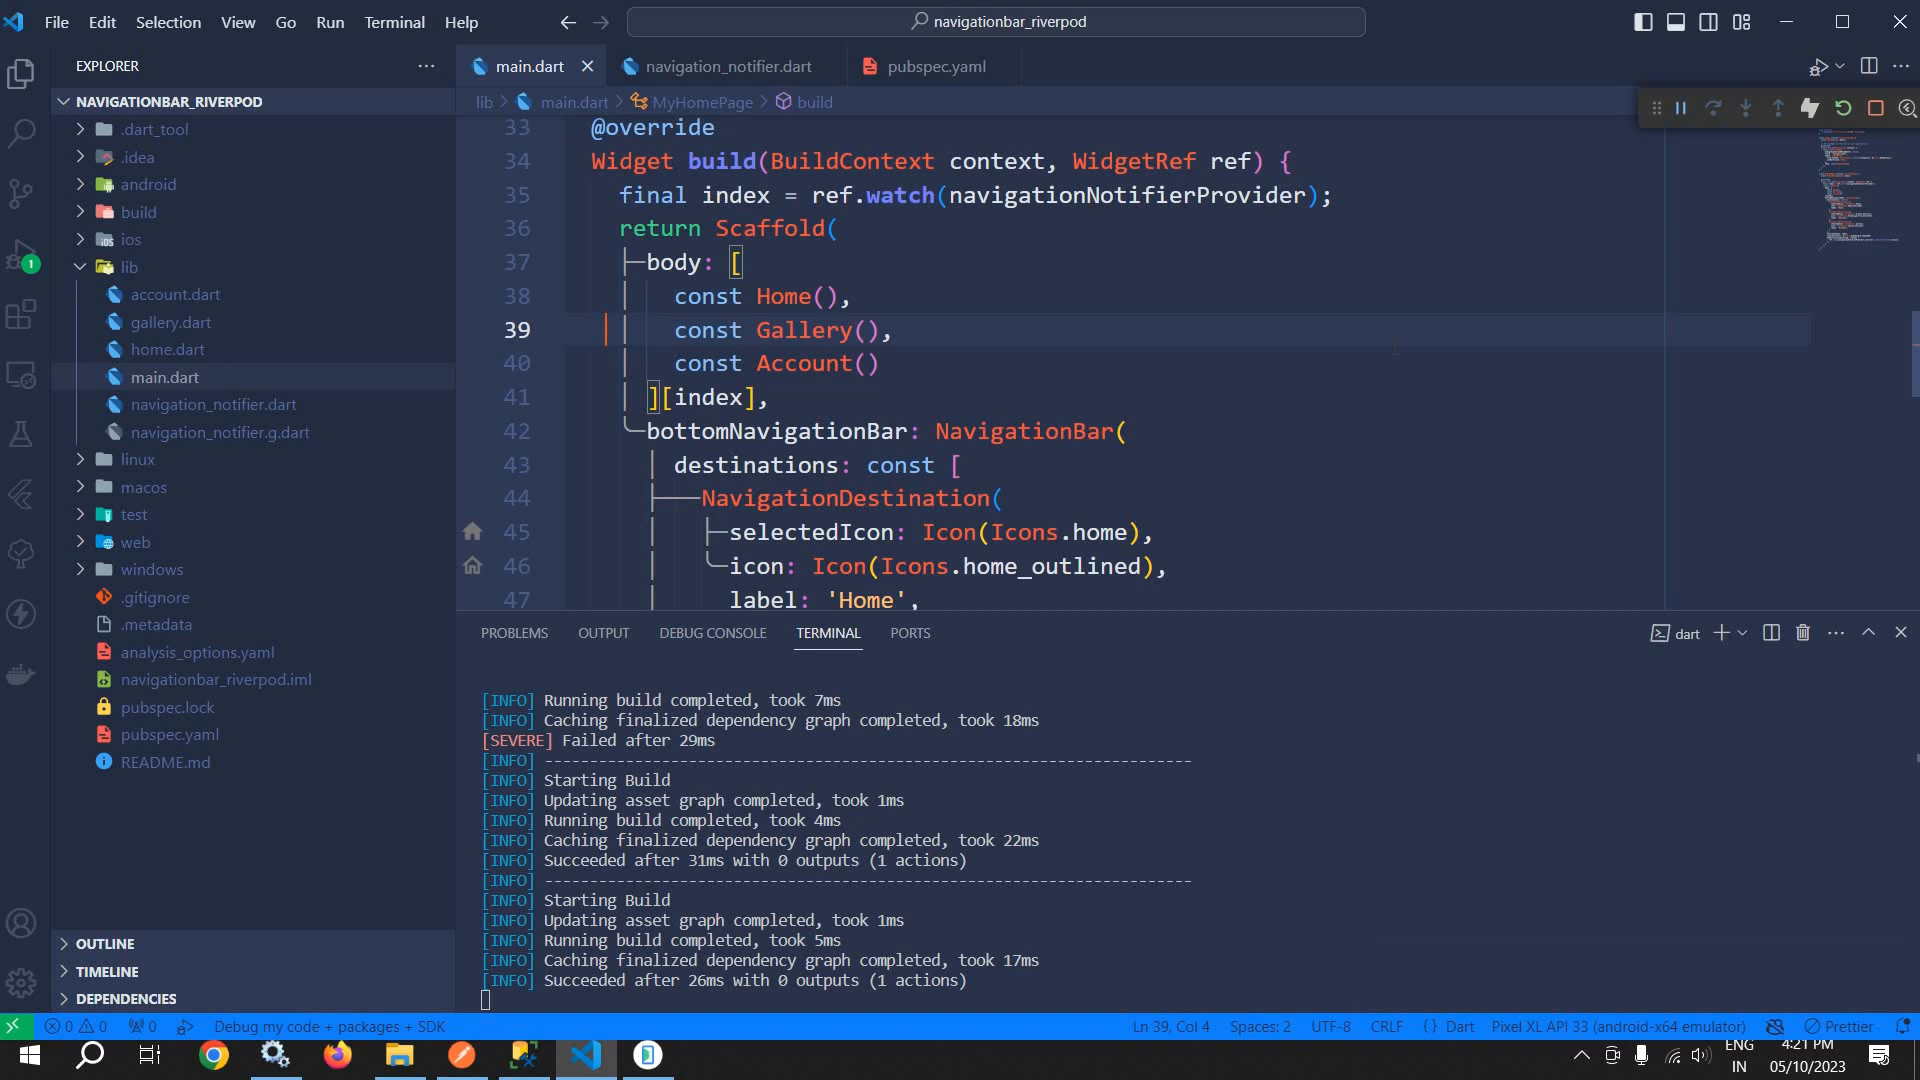 File Edit Selection View Go Run Terminal Help
navigationbar_riverpod
EXPLORER
NAVIGATIONBAR_RIVERPOD
.dart_tool
.idea
android
build
ios
lib
account.dart
gallery.dart
home.dart
main.dart
navigation_notifier.dart
navigation_notifier.g.dart
linux
macos
test
web
windows
.gitignore
.metadata
analysis_options.yaml
navigationbar_riverpod.iml
pubspec.lock
pubspec.yaml
README.md
OUTLINE
TIMELINE
DEPENDENCIES
main.dart navigation_notifier.dart pubspec.yaml
lib > main.dart > MyHomePage > build
33 @override
34 Widget build(BuildContext context, WidgetRef ref) {
35 final index = ref.watch(navigationNotifierProvider);
36 return Scaffold(
37 body: [
38 const Home(),
39 const Gallery(),
40 const Account()
41 ][index],
42 bottomNavigationBar: NavigationBar(
43 destinations: const [
44 NavigationDestination(
45 selectedIcon: Icon(Icons.home),
46 icon: Icon(Icons.home_outlined),
47 label: 'Home',
PROBLEMS OUTPUT DEBUG CONSOLE TERMINAL PORTS
dart
[INFO] Running build completed, took 7ms
[INFO] Caching finalized dependency graph completed, took 18ms
[SEVERE] Failed after 29ms
[INFO] ------------------------------------------------------------------------
[INFO] Starting Build
[INFO] Updating asset graph completed, took 1ms
[INFO] Running build completed, took 4ms
[INFO] Caching finalized dependency graph completed, took 22ms
[INFO] Succeeded after 31ms with 0 outputs (1 actions)
[INFO] ------------------------------------------------------------------------
[INFO] Starting Build
[INFO] Updating asset graph completed, took 1ms
[INFO] Running build completed, took 5ms
[INFO] Caching finalized dependency graph completed, took 17ms
[INFO] Succeeded after 26ms with 0 outputs (1 actions)
1
0 0 0 Debug my code + packages + SDK Ln 39, Col 4 Spaces: 2 UTF-8 CRLF {} Dart Pixel XL API 33 (android-x64 emulator) Prettier
ENG
IN
4:21 PM
05/10/2023